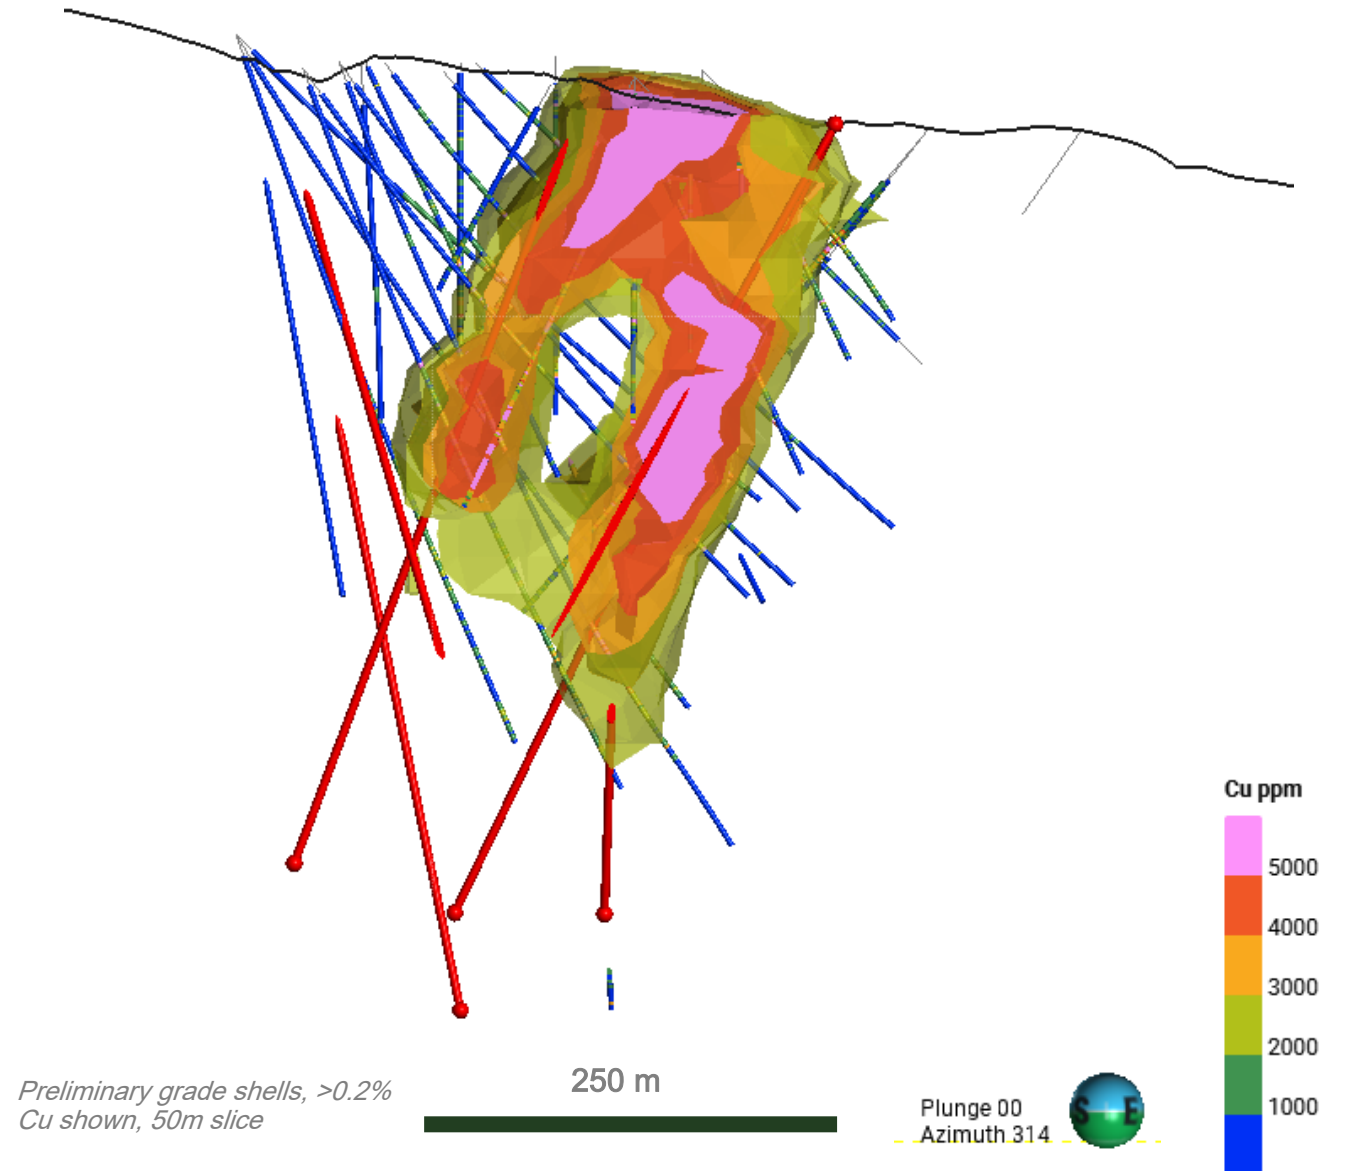 Cu ppm
5000
4000
3000
2000
1000
250 m
Preliminary grade shells, >0.2%
Cu shown, 50m slice
Plunge 00
Azimuth 314
S E